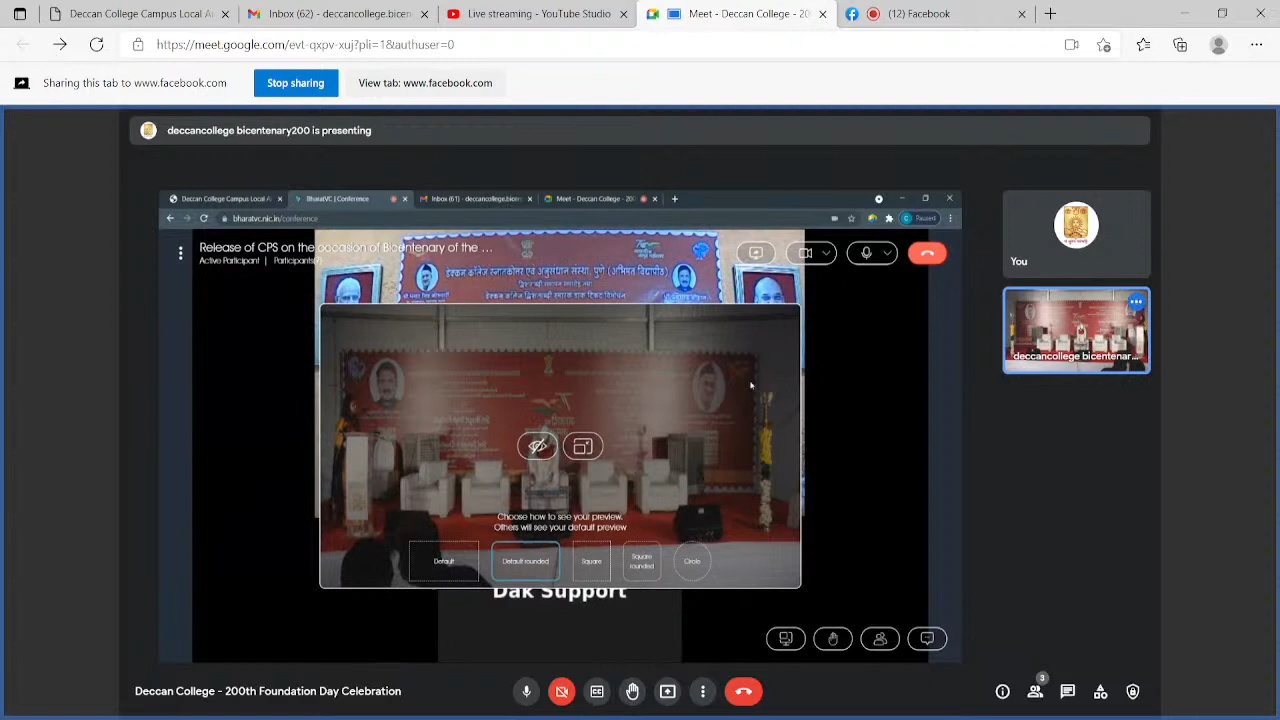 Deccan College Campus Local A
Inbox (62) - deccancollege.
Live streaming - YouTube Studio
Meet - Deccan College - 20
(12) Facebook
https://meet.google.com/evt-qxpv-xuj?pli=1&authuser=0
Sharing this tab to www.facebook.com
Stop sharing
View tab: www.facebook.com
deccancollege bicentenary200 is presenting
Deccan College Campus Local A
BharatVC | Conference
Inbox (61) - deccancollege.bicen
Meet - Deccan College - 20
bharatvc.nic.in/conference
C Paused
Release of CPS on the occasion of Bicentenary of the ...
Active Participant | Participants
डेक्कन कॉलेज स्नातकोत्तर एवं अनुसंधान संस्था, पुणे (अभिमत विद्यापीठ)
Choose how to see your preview.
Others will see your default preview
Default
Default rounded
Square
Square rounded
Circle
Dak Support
You
deccancollege bicentenar...
Deccan College - 200th Foundation Day Celebration
CC
3